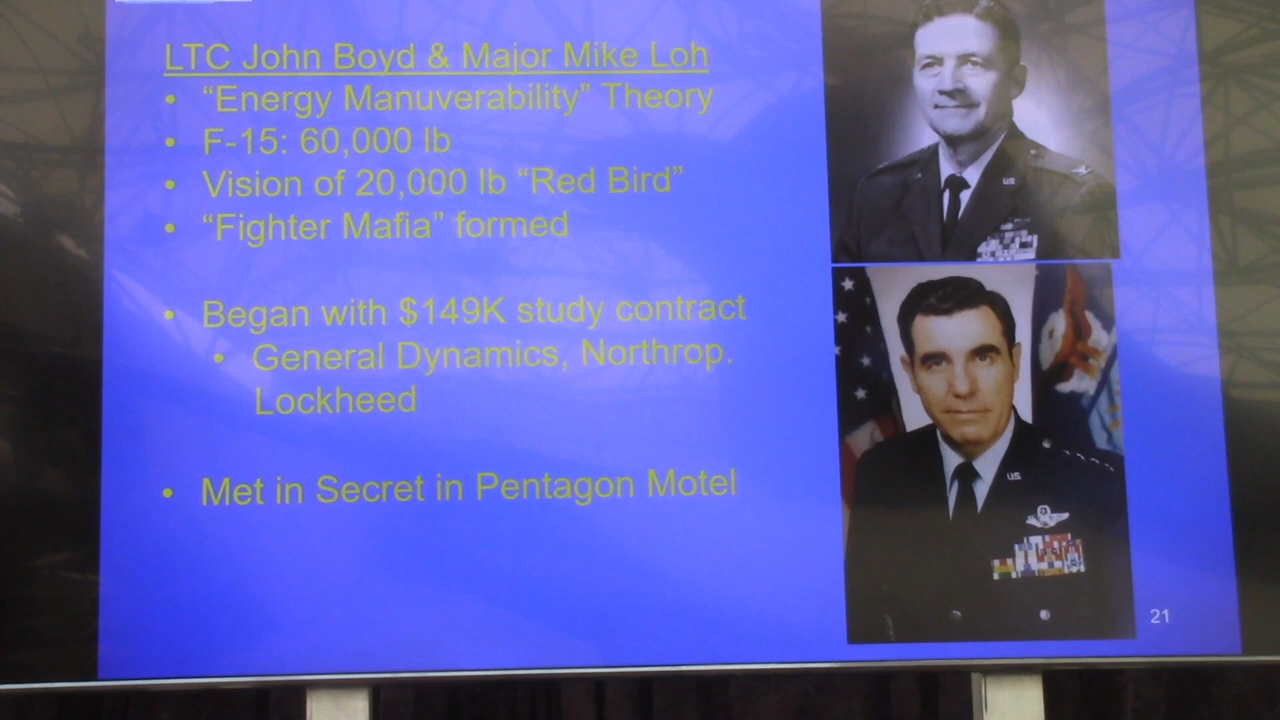 LTC John Boyd & Major Mike Loh
• “Energy Manuverability” Theory
• F-15: 60,000 lb
• Vision of 20,000 lb “Red Bird”
• “Fighter Mafia” formed
• Began with $149K study contract
• General Dynamics, Northrop.
Lockheed
• Met in Secret in Pentagon Motel
U.S.
U.S.
21